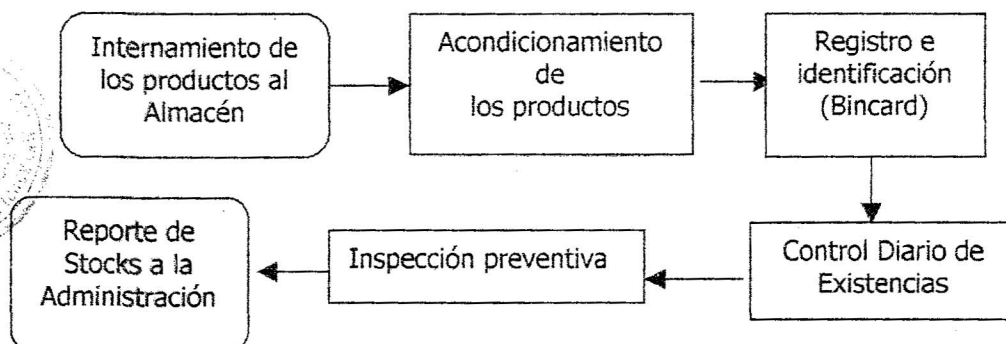 Internamiento de
los productos al
Almacén
Acondicionamiento
de
los productos
Registro e
identificación
(Bincard)
Control Diario de
Existencias
Inspección preventiva
Reporte de
Stocks a la
Administración